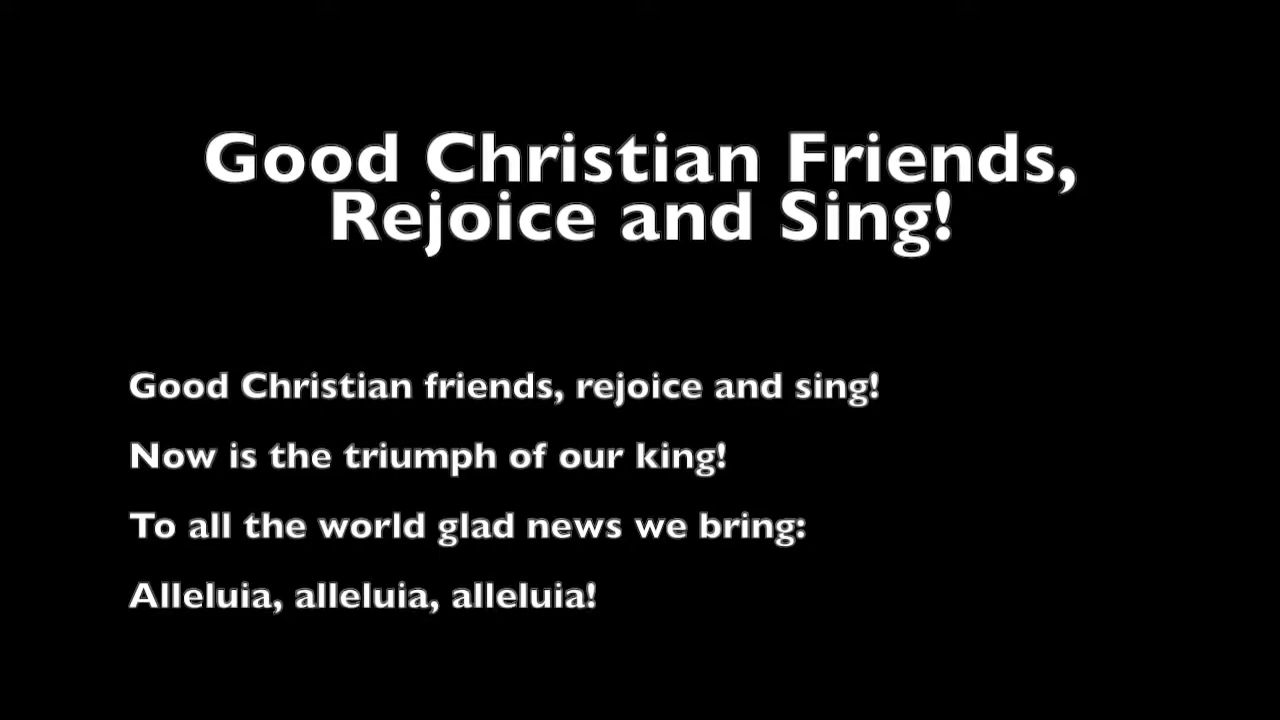 Good Christian Friends,
Rejoice and Sing!
Good Christian friends, rejoice and sing!
Now is the triumph of our king!
To all the world glad news we bring:
Alleluia, alleluia, alleluia!